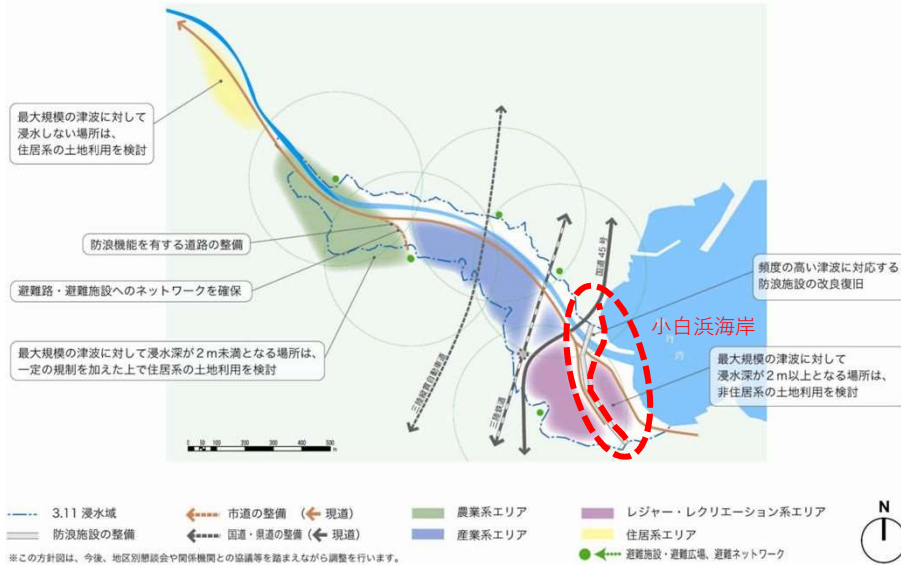 最大規模の津波に対して
浸水しない場所は、
住居系の土地利用を検討
防浪機能を有する道路の整備
避難路・避難施設へのネットワークを確保
最大規模の津波に対して浸水深が2m未満となる場所は、
一定の規制を加えた上で住居系の土地利用を検討
三陸縦貫自動車道
三陸鉄道
国道45号
頻度の高い津波に対応する
防浪施設の改良復旧
小白浜海岸
最大規模の津波に対して
浸水深が2m以上となる場所は、
非住居系の土地利用を検討
0 50 100 200 300 400 500
m
3.11 浸水域
市道の整備 (現道)
農業系エリア
レジャー・レクリエーション系エリア
防浪施設の整備
国道・県道の整備 (現道)
産業系エリア
住居系エリア
避難施設・避難広場、避難ネットワーク
N
※この方針図は、今後、地区別懇談会や関係機関との協議等を踏まえながら調整を行います。